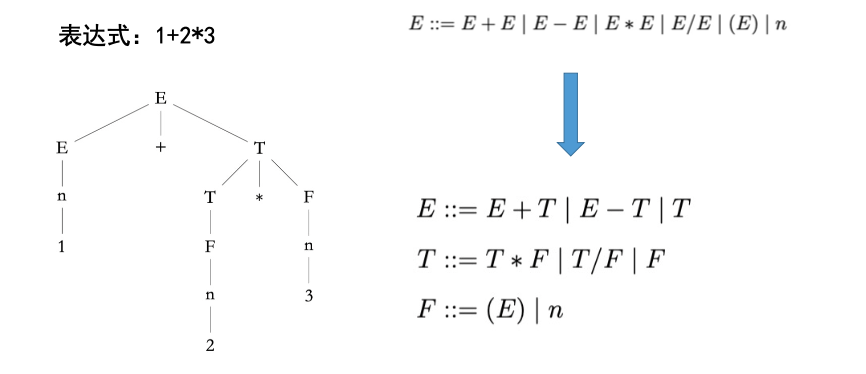 表达式：1+2*3
E ::= E + E | E − E | E ∗ E | E/E | (E) | n
E
E + T
n T * F
1 F n
n 3
2
E ::= E + T | E − T | T
T ::= T ∗ F | T/F | F
F ::= (E) | n